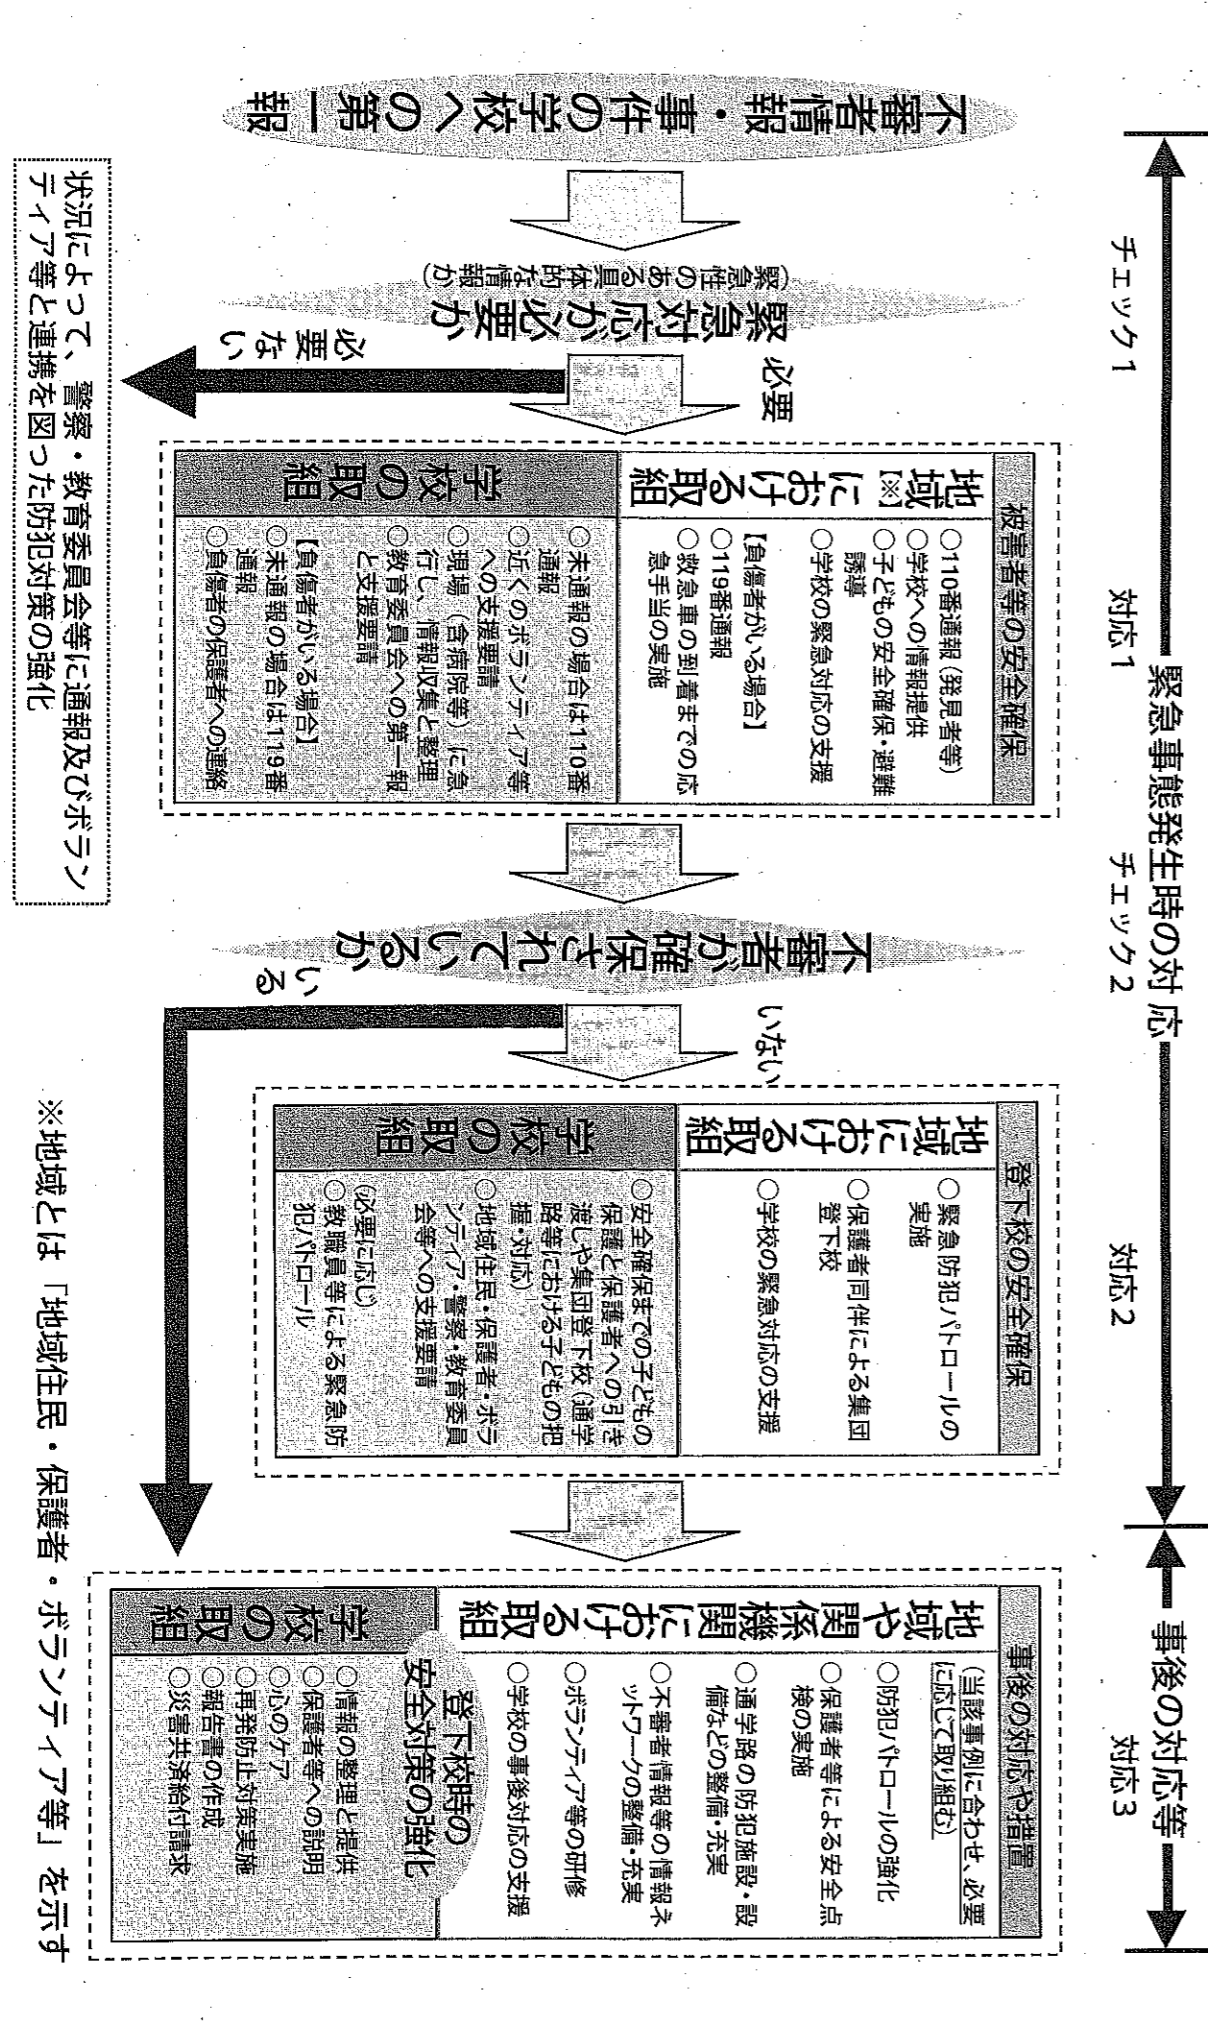 緊急事態発生時の対応
事後の対応等
チェック1
対応1
チェック2
対応2
対応3
不審者情報・事件の学校への第一報
緊急対応が必要か
(緊急性のある具体的な情報か)
必要
必要ない
状況によって、警察・教育委員会等に通報及びボラン
ティア等と連携を図った防犯対策の強化
被害者等の安全確保
地域【※】における取組
○110番通報(発見者等)
○学校への情報提供
○子どもの安全確保・避難
誘導
○学校の緊急対応の支援
【負傷者がいる場合】
○119番通報
○救急車の到着までの応
急手当の実施
学校の取組
○未通報の場合は110番
通報
○近くのボランティア等
への支援要請
○現場（含病院等）に急
行し、情報収集と整理
○教育委員会への第一報
と支援要請
【負傷者がいる場合】
○未通報の場合は119番
通報
○負傷者の保護者への連絡
不審者が確保されているか
いない
いる
登下校の安全確保
地域における取組
○緊急防犯パトロールの
実施
○保護者同伴による集団
登下校
○学校の緊急対応の支援
学校の取組
○安全確保までの子どもの
保護と保護者への引き
渡しや集団登下校(通学
路等における子どもの把
握・対応)
○地域住民・保護者・ボラ
ンティア・警察・教育委員
会等への支援要請
(必要に応じ)
○教職員等による緊急防
犯パトロール
事後の対応や措置
(当該事例に合わせ、必要
に応じて取り組む)
地域や関係機関における取組
○防犯パトロールの強化
○保護者等による安全点
検の実施
○通学路の防犯施設・設
備などの整備・充実
○不審者情報等の情報ネ
ットワークの整備・充実
○ボランティア等の研修
○学校の事後対応の支援
登下校時の
安全対策の強化
学校の取組
○情報の整理と提供
○保護者等への説明
○心のケア
○再発防止対策実施
○報告書の作成
○災害共済給付請求
※地域とは「地域住民・保護者・ボランティア等」を示す